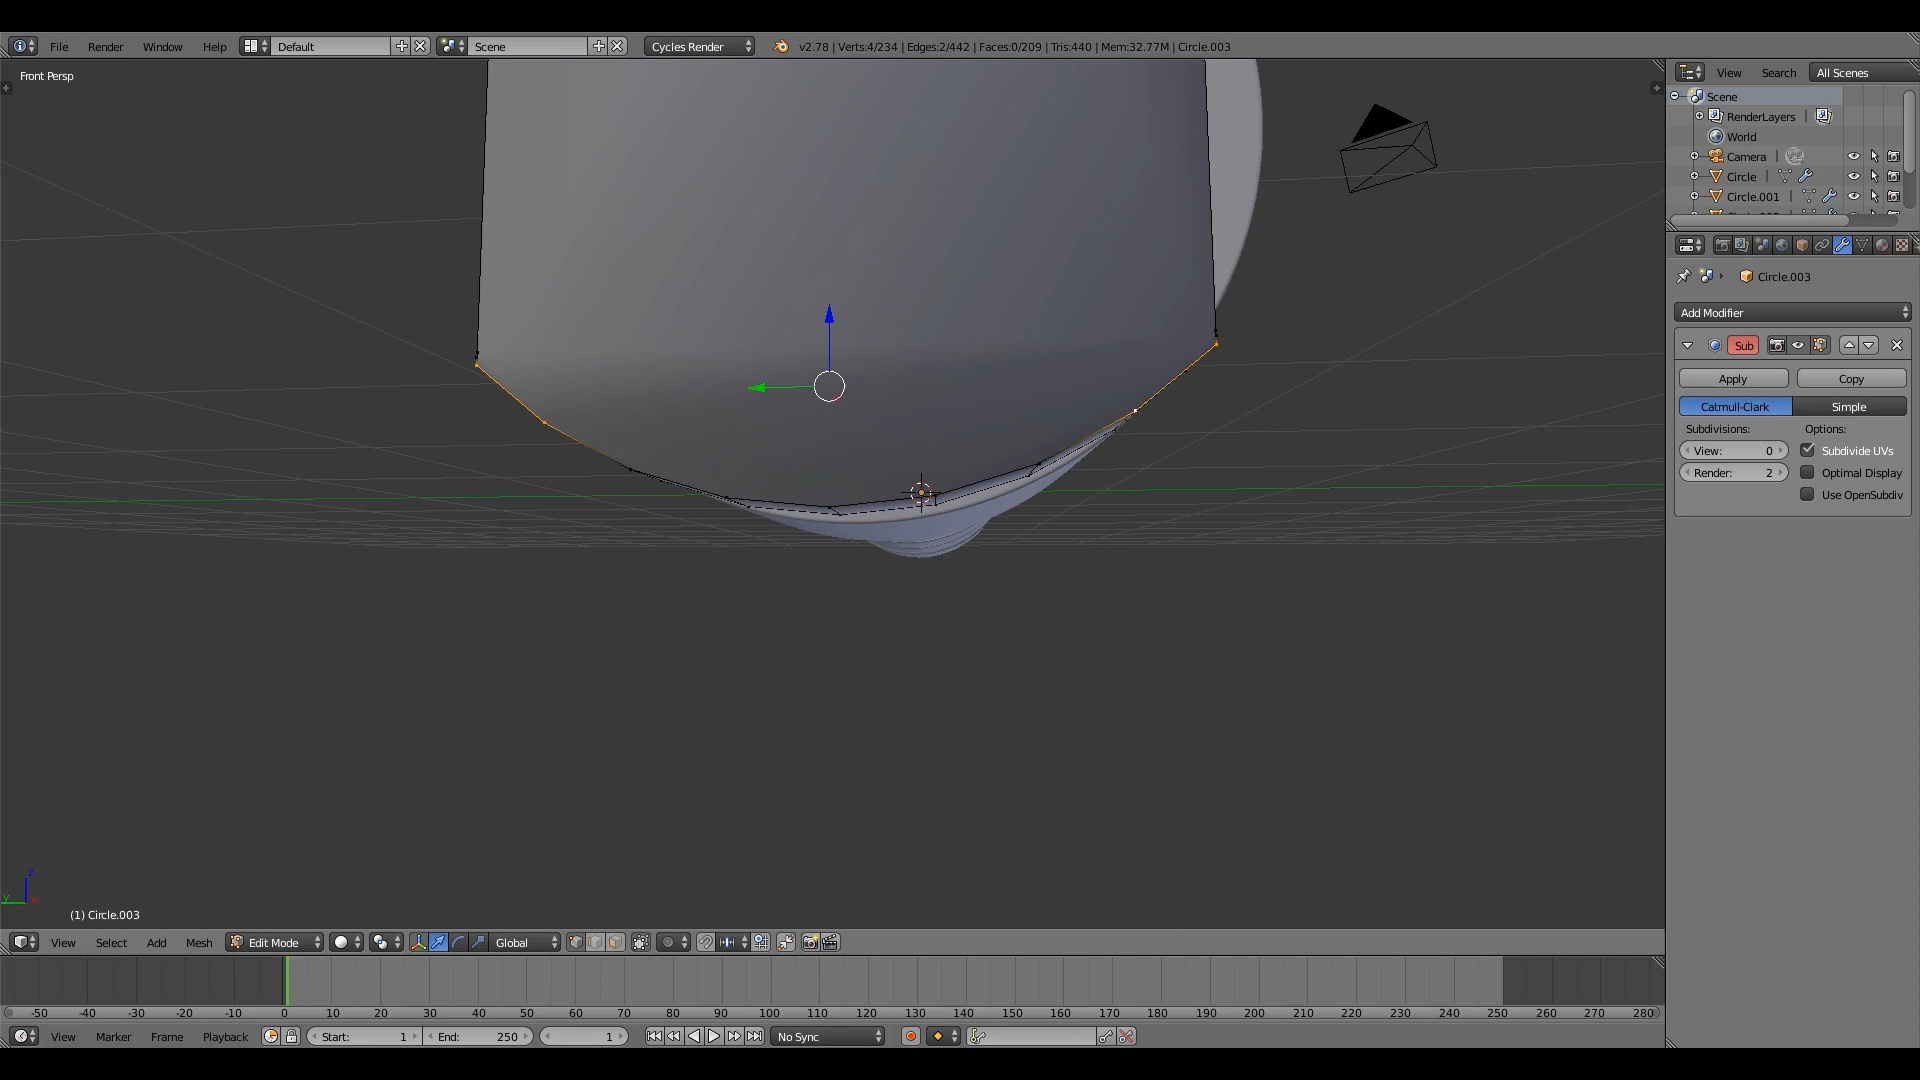 File Render Window Help Default Scene Cycles Render v2.78 | Verts:4/234 | Edges:2/442 | Faces:0/209 | Tris:440 | Mem:32.77M | Circle.003
Front Persp
View Search All Scenes
Scene
RenderLayers
World
Camera
Circle
Circle.001
Circle.003
Add Modifier
Sub
Apply Copy
Catmull-Clark Simple
Subdivisions: Options:
View: 0 Subdivide UVs
Render: 2 Optimal Display
Use OpenSubdiv
z
y x
(1) Circle.003
View Select Add Mesh Edit Mode Global
-50 -40 -30 -20 -10 0 10 20 30 40 50 60 70 80 90 100 110 120 130 140 150 160 170 180 190 200 210 220 230 240 250 260 270 280
View Marker Frame Playback Start: 1 End: 250 1 No Sync